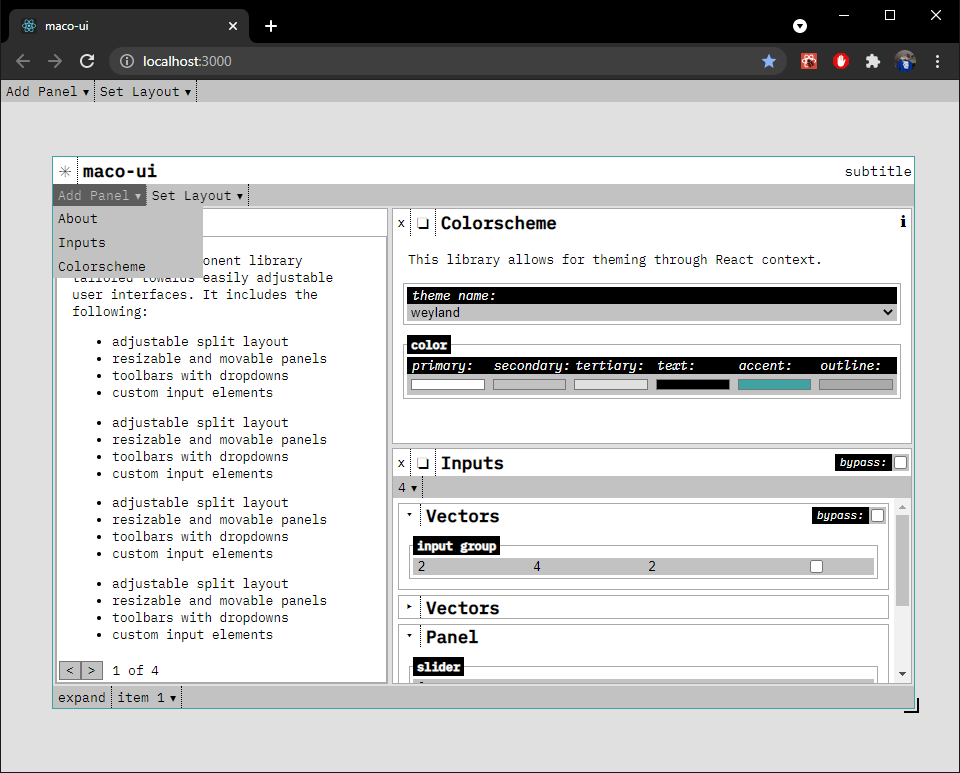 maco-ui
localhost:3000
Add Panel ▾ Set Layout ▾
maco-ui subtitle
Add Panel ▾ Set Layout ▾
About
Inputs
Colorscheme
onent library
easily adjustable
user interfaces. It includes the
following:
• adjustable split layout
• resizable and movable panels
• toolbars with dropdowns
• custom input elements
• adjustable split layout
• resizable and movable panels
• toolbars with dropdowns
• custom input elements
• adjustable split layout
• resizable and movable panels
• toolbars with dropdowns
• custom input elements
• adjustable split layout
• resizable and movable panels
• toolbars with dropdowns
• custom input elements
< > 1 of 4
x ❏ Colorscheme i
This library allows for theming through React context.
theme name:
weyland
color
primary: secondary: tertiary: text: accent: outline:
x ❏ Inputs bypass:
4 ▾
▾ Vectors bypass:
input group
2 4 2
▸ Vectors
▾ Panel
slider
expand item 1 ▾